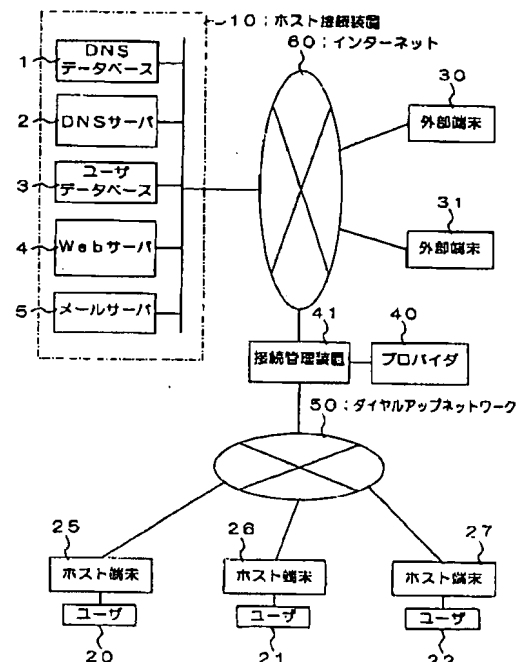 10:ホスト接続装置
60:インターネット
1
DNS
データベース
2
DNSサーバ
3
ユーザ
データベース
4
Webサーバ
5
メールサーバ
30
外部端末
31
外部端末
41
接続管理装置
40
プロバイダ
50:ダイヤルアップネットワーク
25
ホスト端末
ユーザ
20
26
ホスト端末
ユーザ
21
27
ホスト端末
ユーザ
22